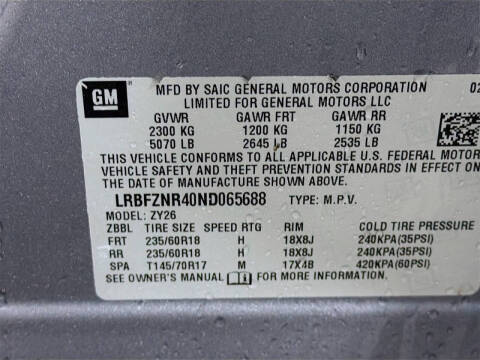 GM
MFD BY SAIC GENERAL MOTORS CORPORATION 02
LIMITED FOR GENERAL MOTORS LLC
GVWR GAWR FRT GAWR RR
2300 KG 1200 KG 1150 KG
5070 LB 2645 LB 2535 LB
THIS VEHICLE CONFORMS TO ALL APPLICABLE U.S. FEDERAL MOTOR
VEHICLE SAFETY AND THEFT PREVENTION STANDARDS IN EFFECT ON
THE DATE OF MANUFACTURE SHOWN ABOVE.
LRBFZNR40ND065688 TYPE: M.P.V.
MODEL: ZY26
ZBBL TIRE SIZE SPEED RTG RIM COLD TIRE PRESSUR
FRT 235/60R18 H 18X8J 240KPA(35PSI)
RR 235/60R18 H 18X8J 240KPA(35PSI)
SPA T145/70R17 M 17X4B 420KPA(60PSI)
SEE OWNER'S MANUAL FOR MORE INFORMATION.